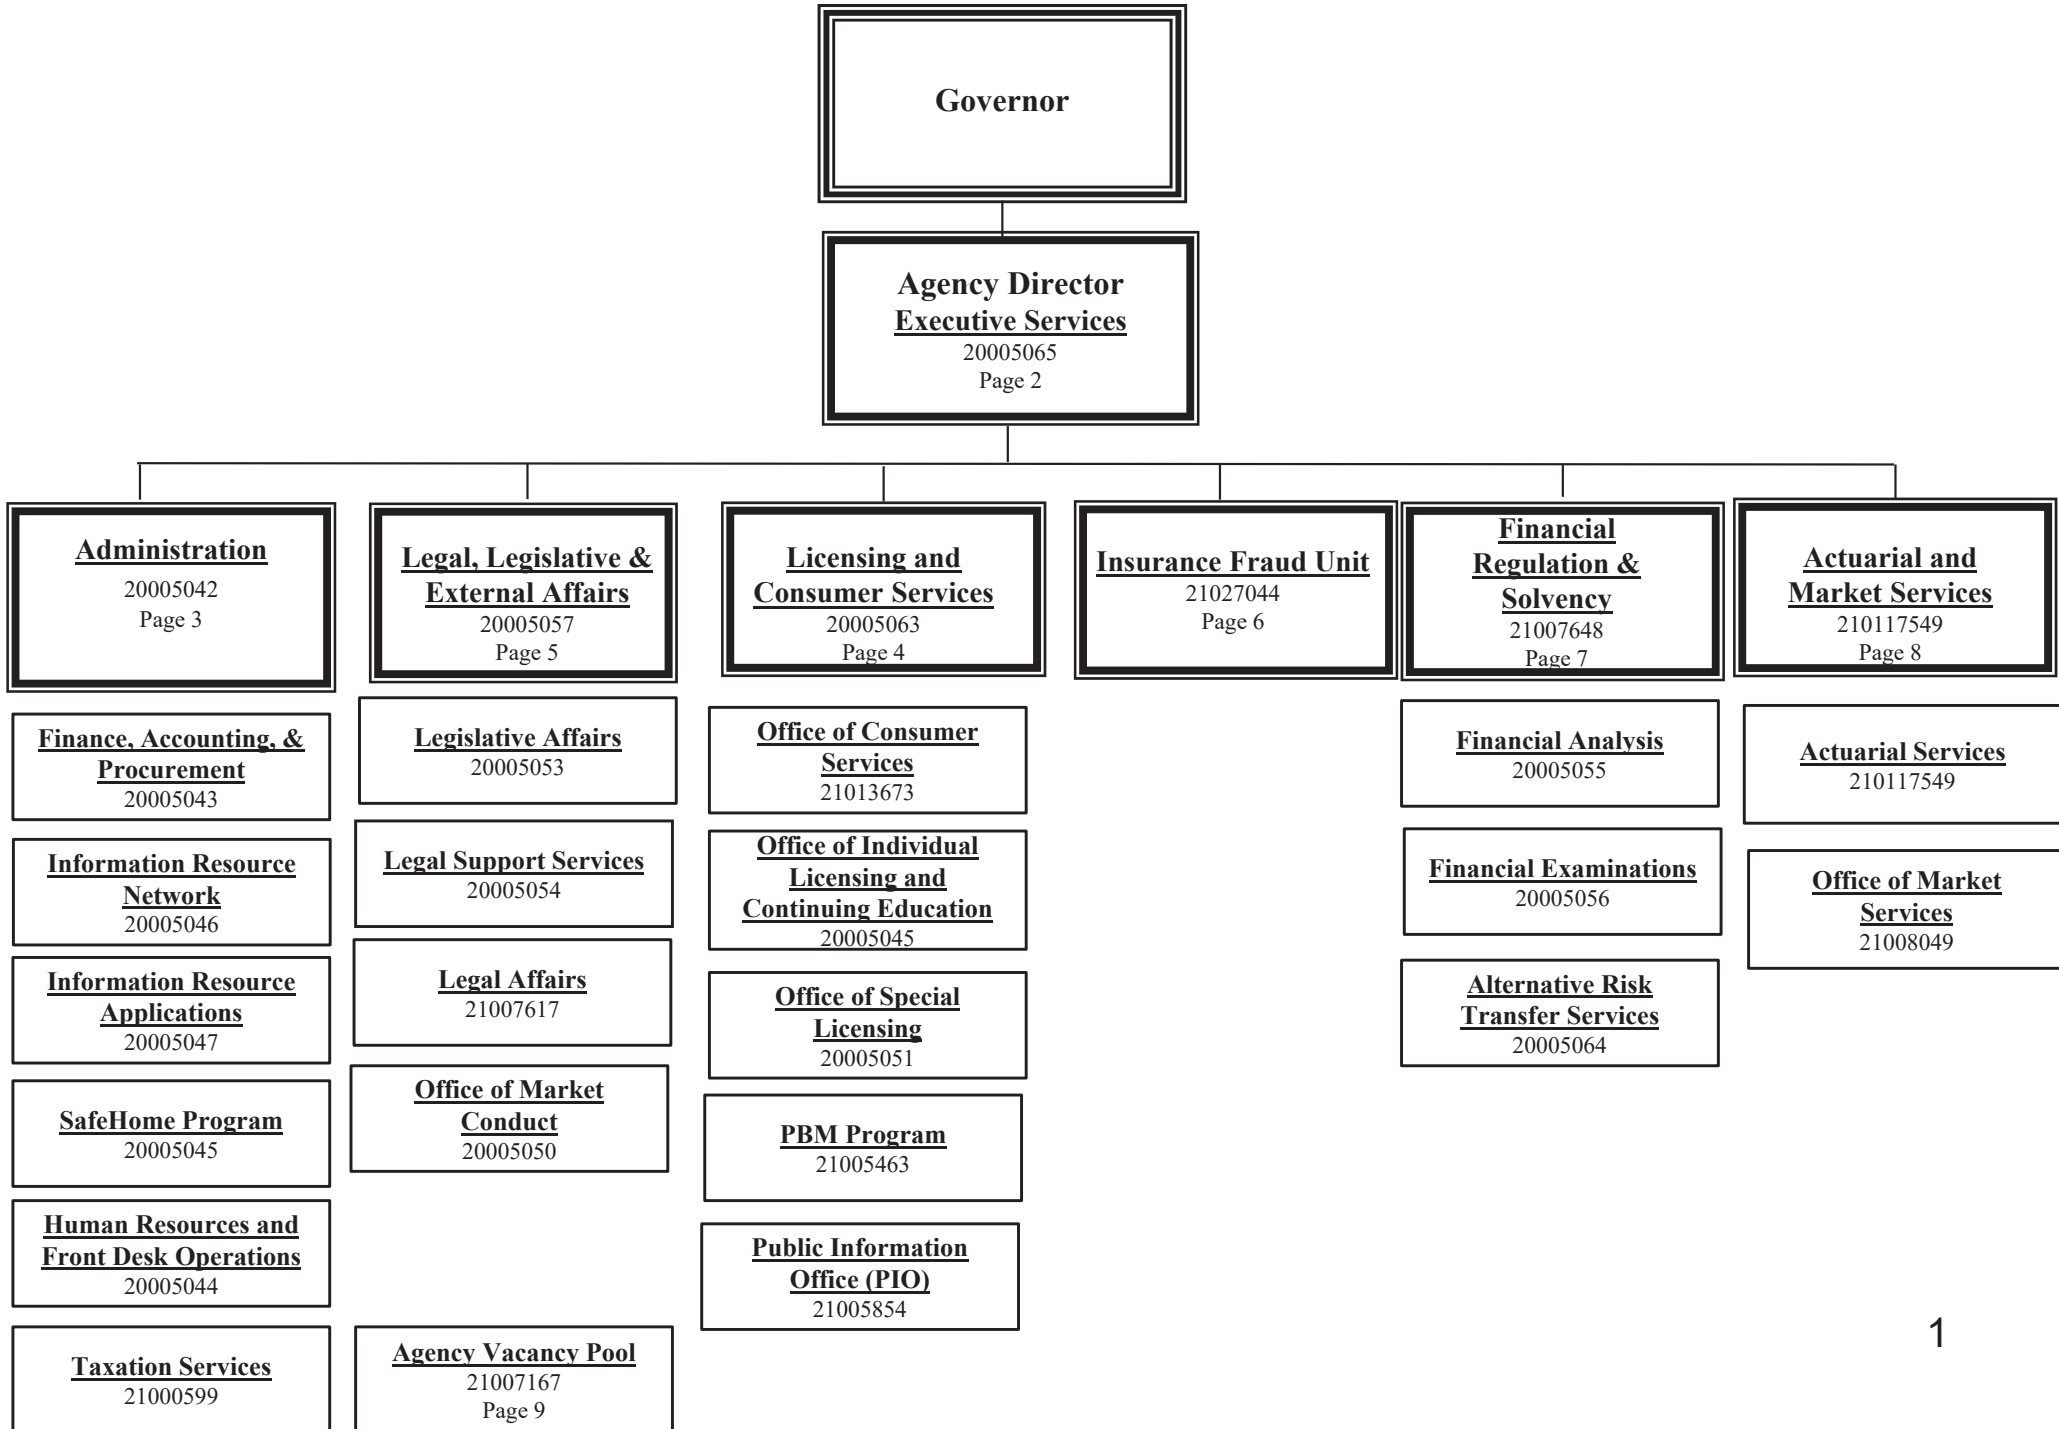 Governor
Agency Director
Executive Services
20005065
Page 2
Administration
20005042
Page 3
Legal, Legislative &
External Affairs
20005057
Page 5
Licensing and
Consumer Services
20005063
Page 4
Insurance Fraud Unit
21027044
Page 6
Financial
Regulation &
Solvency
21007648
Page 7
Actuarial and
Market Services
210117549
Page 8
Finance, Accounting, &
Procurement
20005043
Information Resource
Network
20005046
Information Resource
Applications
20005047
SafeHome Program
20005045
Human Resources and
Front Desk Operations
20005044
Taxation Services
21000599
Legislative Affairs
20005053
Legal Support Services
20005054
Legal Affairs
21007617
Office of Market
Conduct
20005050
Agency Vacancy Pool
21007167
Page 9
Office of Consumer
Services
21013673
Office of Individual
Licensing and
Continuing Education
20005045
Office of Special
Licensing
20005051
PBM Program
21005463
Public Information
Office (PIO)
21005854
Financial Analysis
20005055
Financial Examinations
20005056
Alternative Risk
Transfer Services
20005064
Actuarial Services
210117549
Office of Market
Services
21008049
1